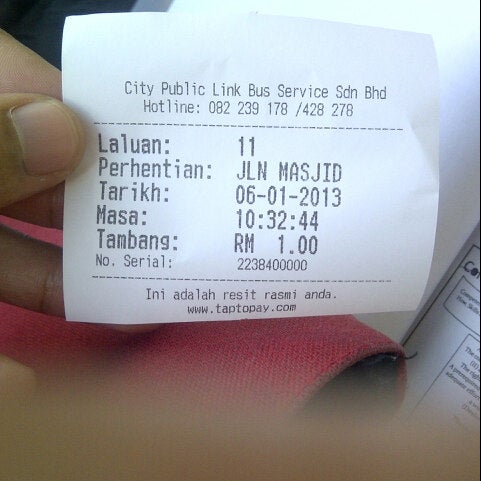 City Public Link Bus Service Sdn Bhd
Hotline: 082 239 178 /428 278
Laluan: 11
Perhentian: JLN MASJID
Tarikh: 06-01-2013
Masa: 10:32:44
Tambang: RM 1.00
No. Serial: 2238400000
Ini adalah resit rasmi anda.
www.taptopay.com